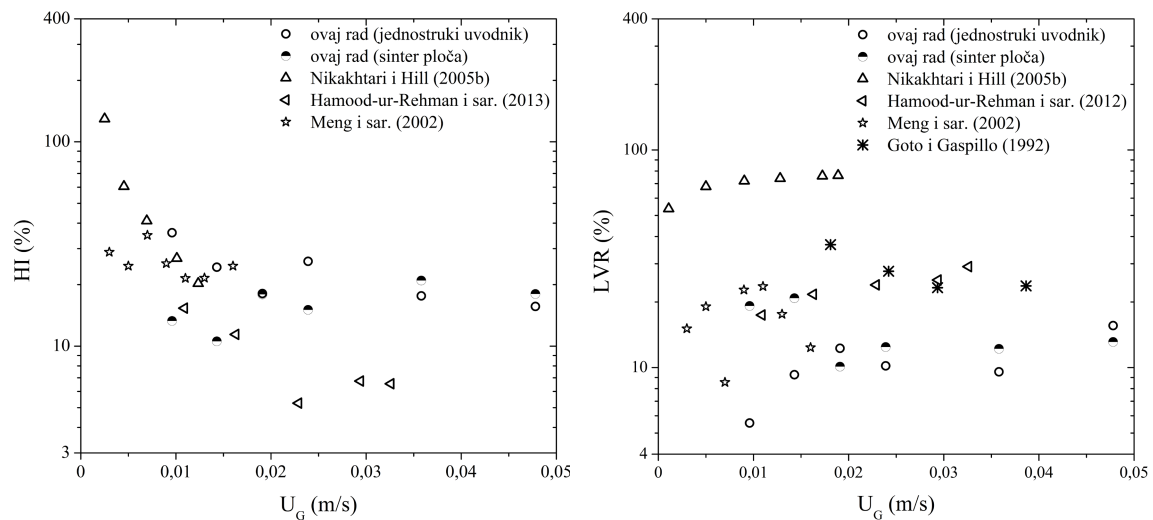 400
100
10
3
HI (%)
0
0,01
0,02
0,03
0,04
0,05
U_G (m/s)
ovaj rad (jednostruki uvodnik)
ovaj rad (sinter ploča)
Nikakhtari i Hill (2005b)
Hamood-ur-Rehman i sar. (2013)
Meng i sar. (2002)
400
100
10
4
LVR (%)
0
0,01
0,02
0,03
0,04
0,05
U_G (m/s)
ovaj rad (jednostruki uvodnik)
ovaj rad (sinter ploča)
Nikakhtari i Hill (2005b)
Hamood-ur-Rehman i sar. (2012)
Meng i sar. (2002)
Goto i Gaspillo (1992)